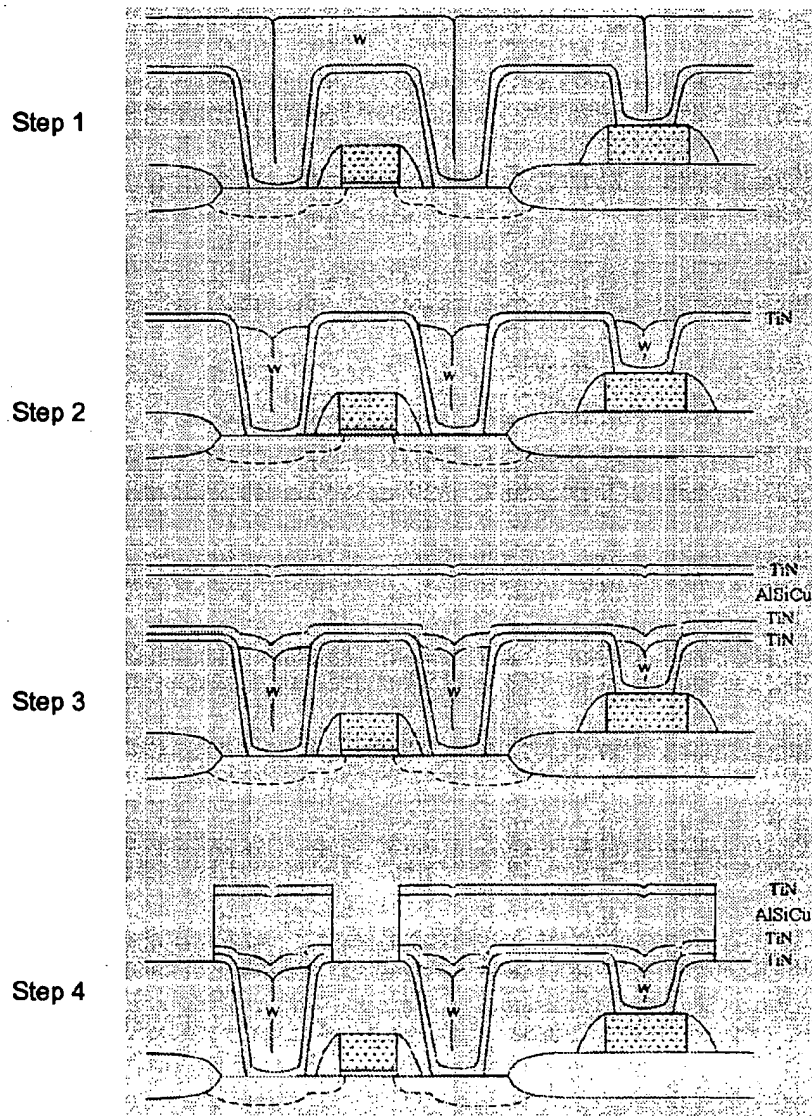 W
Step 1
TiN
W W W
Step 2
TiN
AlSiCu
TiN
TiN
W W W
Step 3
TiN
AlSiCu
TiN
TiN
W W W
Step 4